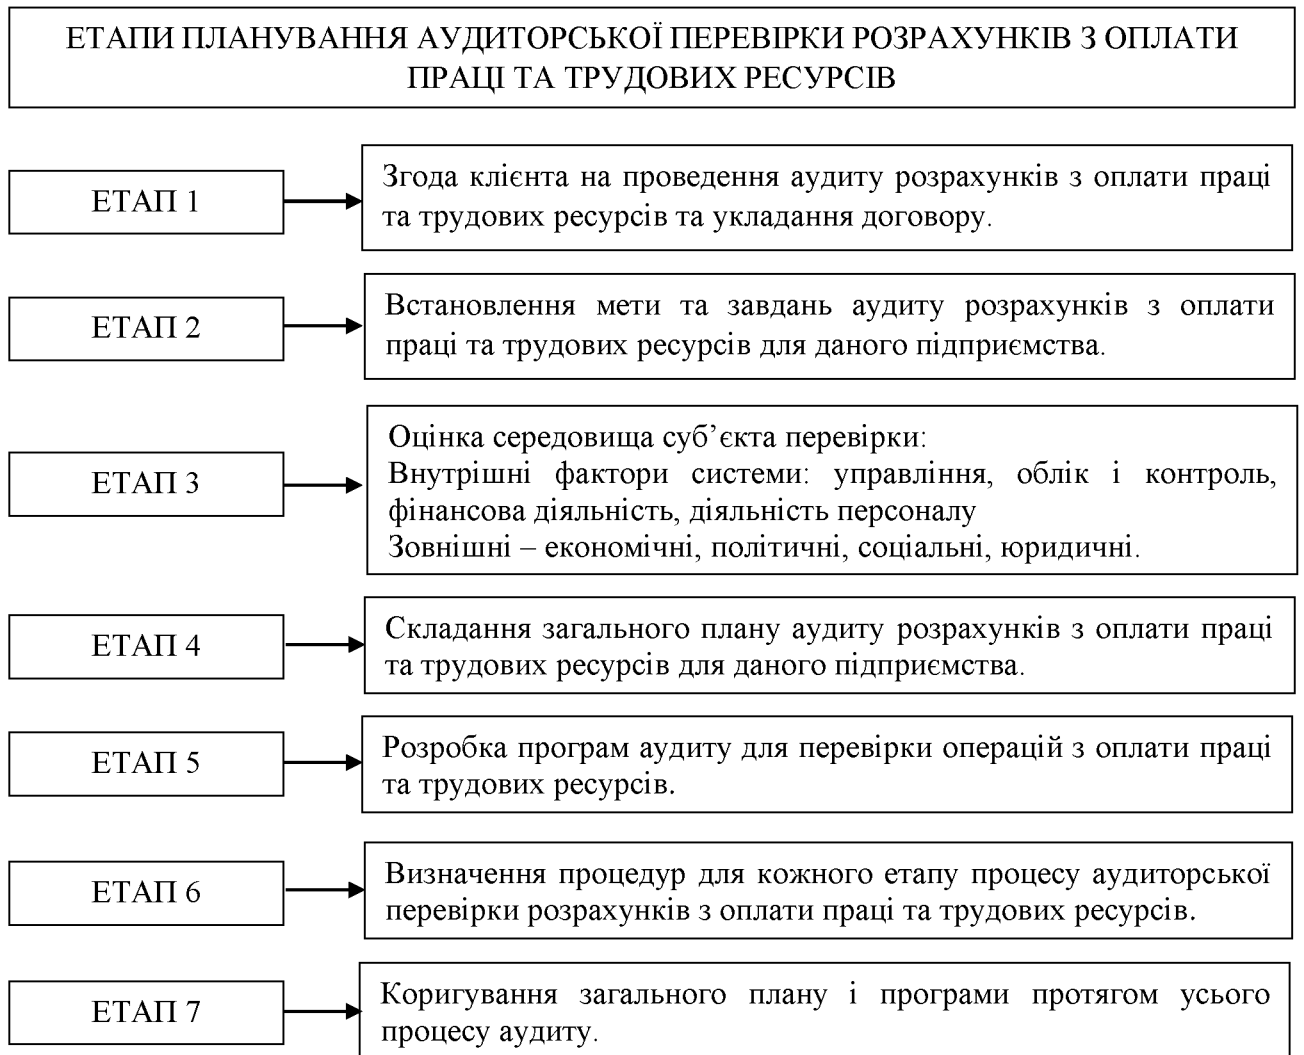 ЕТАПИ ПЛАНУВАННЯ АУДИТОРСЬКОЇ ПЕРЕВІРКИ РОЗРАХУНКІВ З ОПЛАТИ
ПРАЦІ ТА ТРУДОВИХ РЕСУРСІВ
ЕТАП 1
Згода клієнта на проведення аудиту розрахунків з оплати праці
та трудових ресурсів та укладання договору.
ЕТАП 2
Встановлення мети та завдань аудиту розрахунків з оплати
праці та трудових ресурсів для даного підприємства.
ЕТАП 3
Оцінка середовища суб’єкта перевірки:
Внутрішні фактори системи: управління, облік і контроль,
фінансова діяльність, діяльність персоналу
Зовнішні – економічні, політичні, соціальні, юридичні.
ЕТАП 4
Складання загального плану аудиту розрахунків з оплати праці
та трудових ресурсів для даного підприємства.
ЕТАП 5
Розробка програм аудиту для перевірки операцій з оплати праці
та трудових ресурсів.
ЕТАП 6
Визначення процедур для кожного етапу процесу аудиторської
перевірки розрахунків з оплати праці та трудових ресурсів.
ЕТАП 7
Коригування загального плану і програми протягом усього
процесу аудиту.